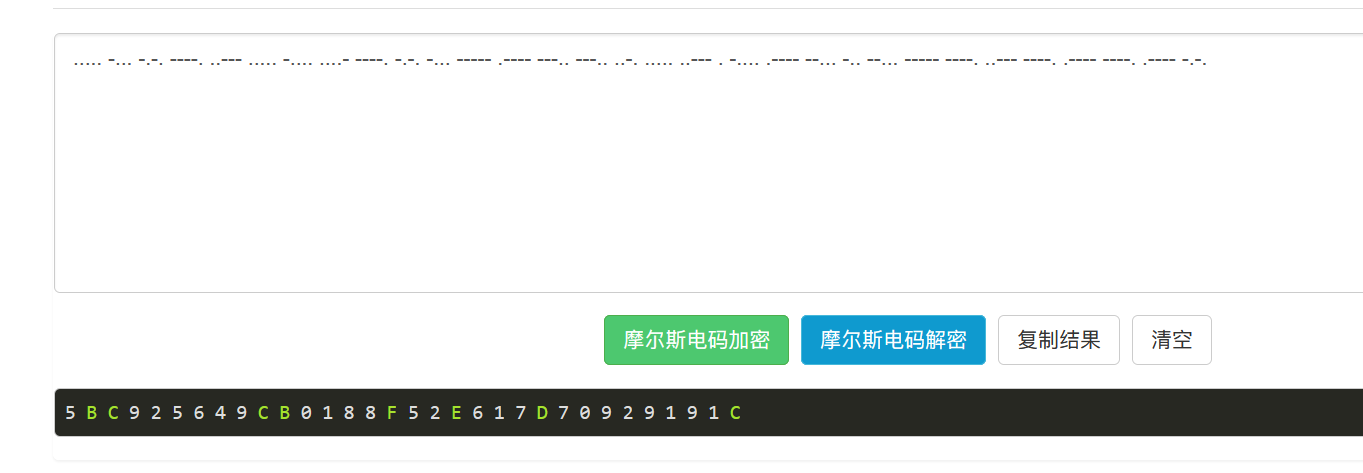 ..... -... -.-. ----. ..--- ..... -.... ....- ----. -.-. -... ----- .---- ---.. ---.. ..-. ..... ..--- . -.... .---- --... -.. --... ----- ----. ..--- ----. .---- ----. .---- -.-.
摩尔斯电码加密 摩尔斯电码解密 复制结果 清空
5 B C 9 2 5 6 4 9 C B 0 1 8 8 F 5 2 E 6 1 7 D 7 0 9 2 9 1 9 1 C